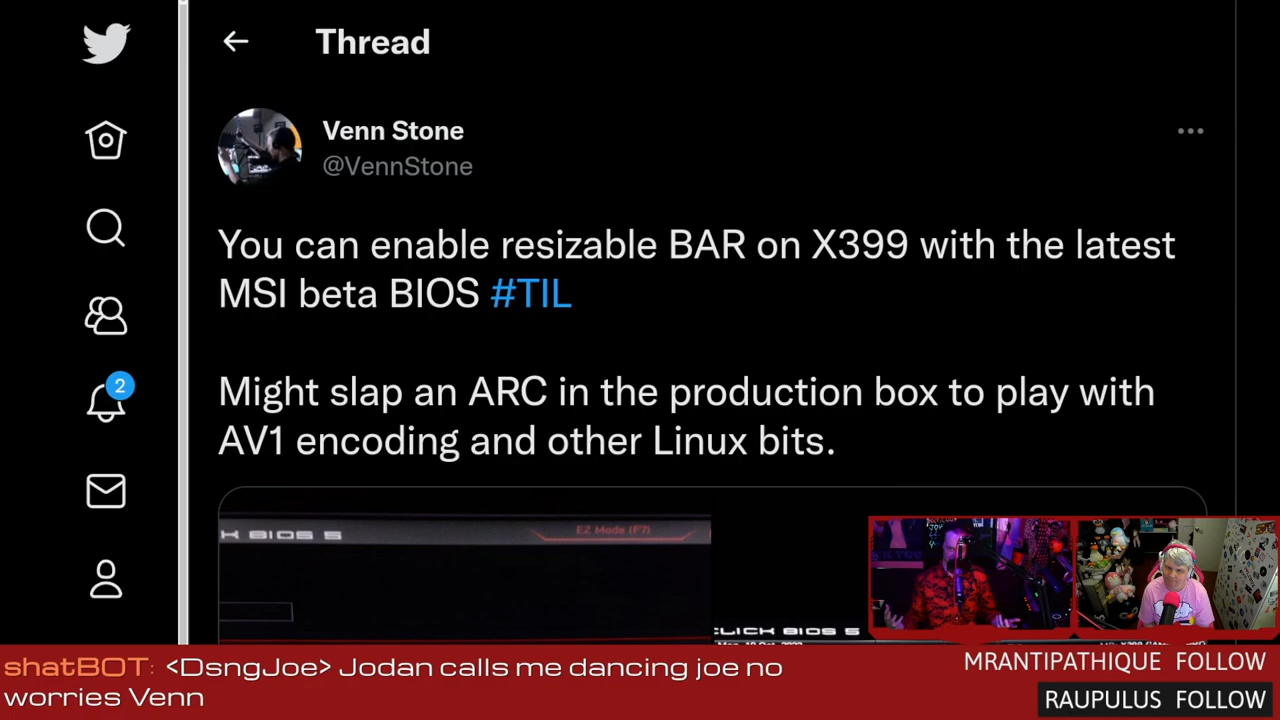 Thread
Venn Stone
@VennStone
You can enable resizable BAR on X399 with the latest
MSI beta BIOS #TIL
Might slap an ARC in the production box to play with
AV1 encoding and other Linux bits.
2
K BIOS 5
EZ Mode (F7)
CLICK BIOS 5
shatBOT: <DsngJoe> Jodan calls me dancing joe no
worries Venn
MRANTIPATHIQUE FOLLOW
RAUPULUS FOLLOW